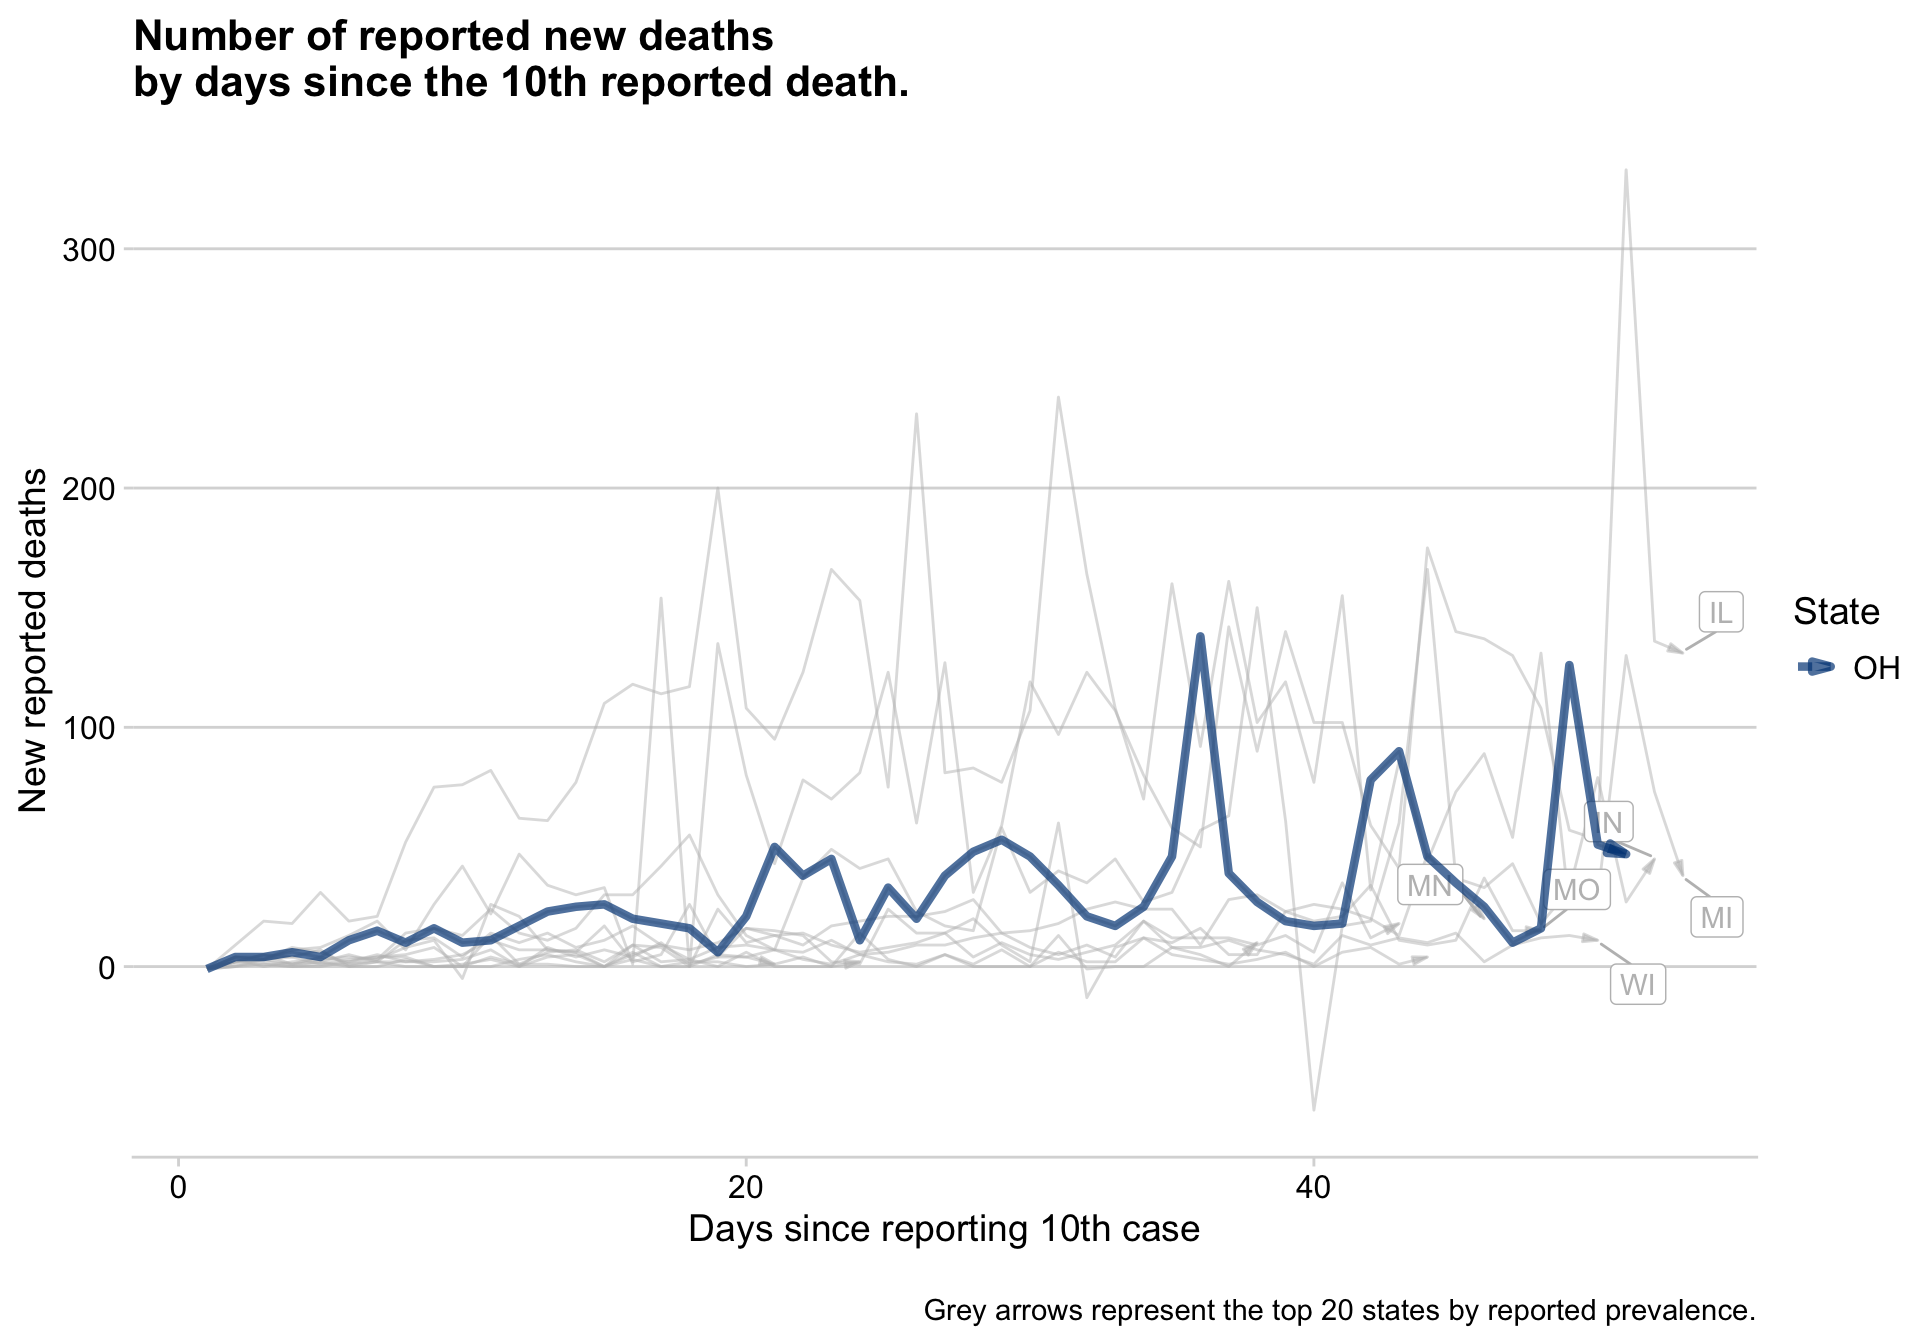 Number of reported new deaths
by days since the 10th reported death.
New reported deaths
300
200
100
0
0
20
40
Days since reporting 10th case
IL
IN
MN
MO
MI
WI
State
OH
Grey arrows represent the top 20 states by reported prevalence.